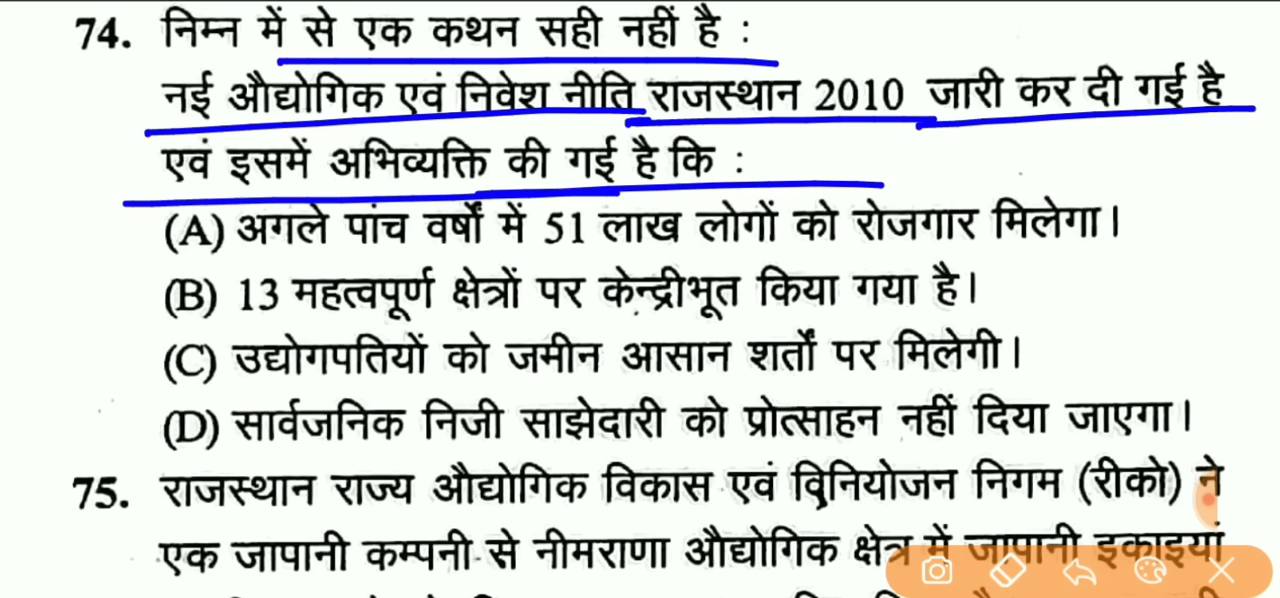 74. निम्न में से एक कथन सही नहीं है :
नई औद्योगिक एवं निवेश नीति राजस्थान 2010 जारी कर दी गई है
एवं इसमें अभिव्यक्ति की गई है कि :
(A) अगले पांच वर्षों में 51 लाख लोगों को रोजगार मिलेगा।
(B) 13 महत्वपूर्ण क्षेत्रों पर केन्द्रीभूत किया गया है।
(C) उद्योगपतियों को जमीन आसान शर्तों पर मिलेगी।
(D) सार्वजनिक निजी साझेदारी को प्रोत्साहन नहीं दिया जाएगा।
75. राजस्थान राज्य औद्योगिक विकास एवं विनियोजन निगम (रीको) ने
एक जापानी कम्पनी से नीमराणा औद्योगिक क्षेत्र में जापानी इकाइयां